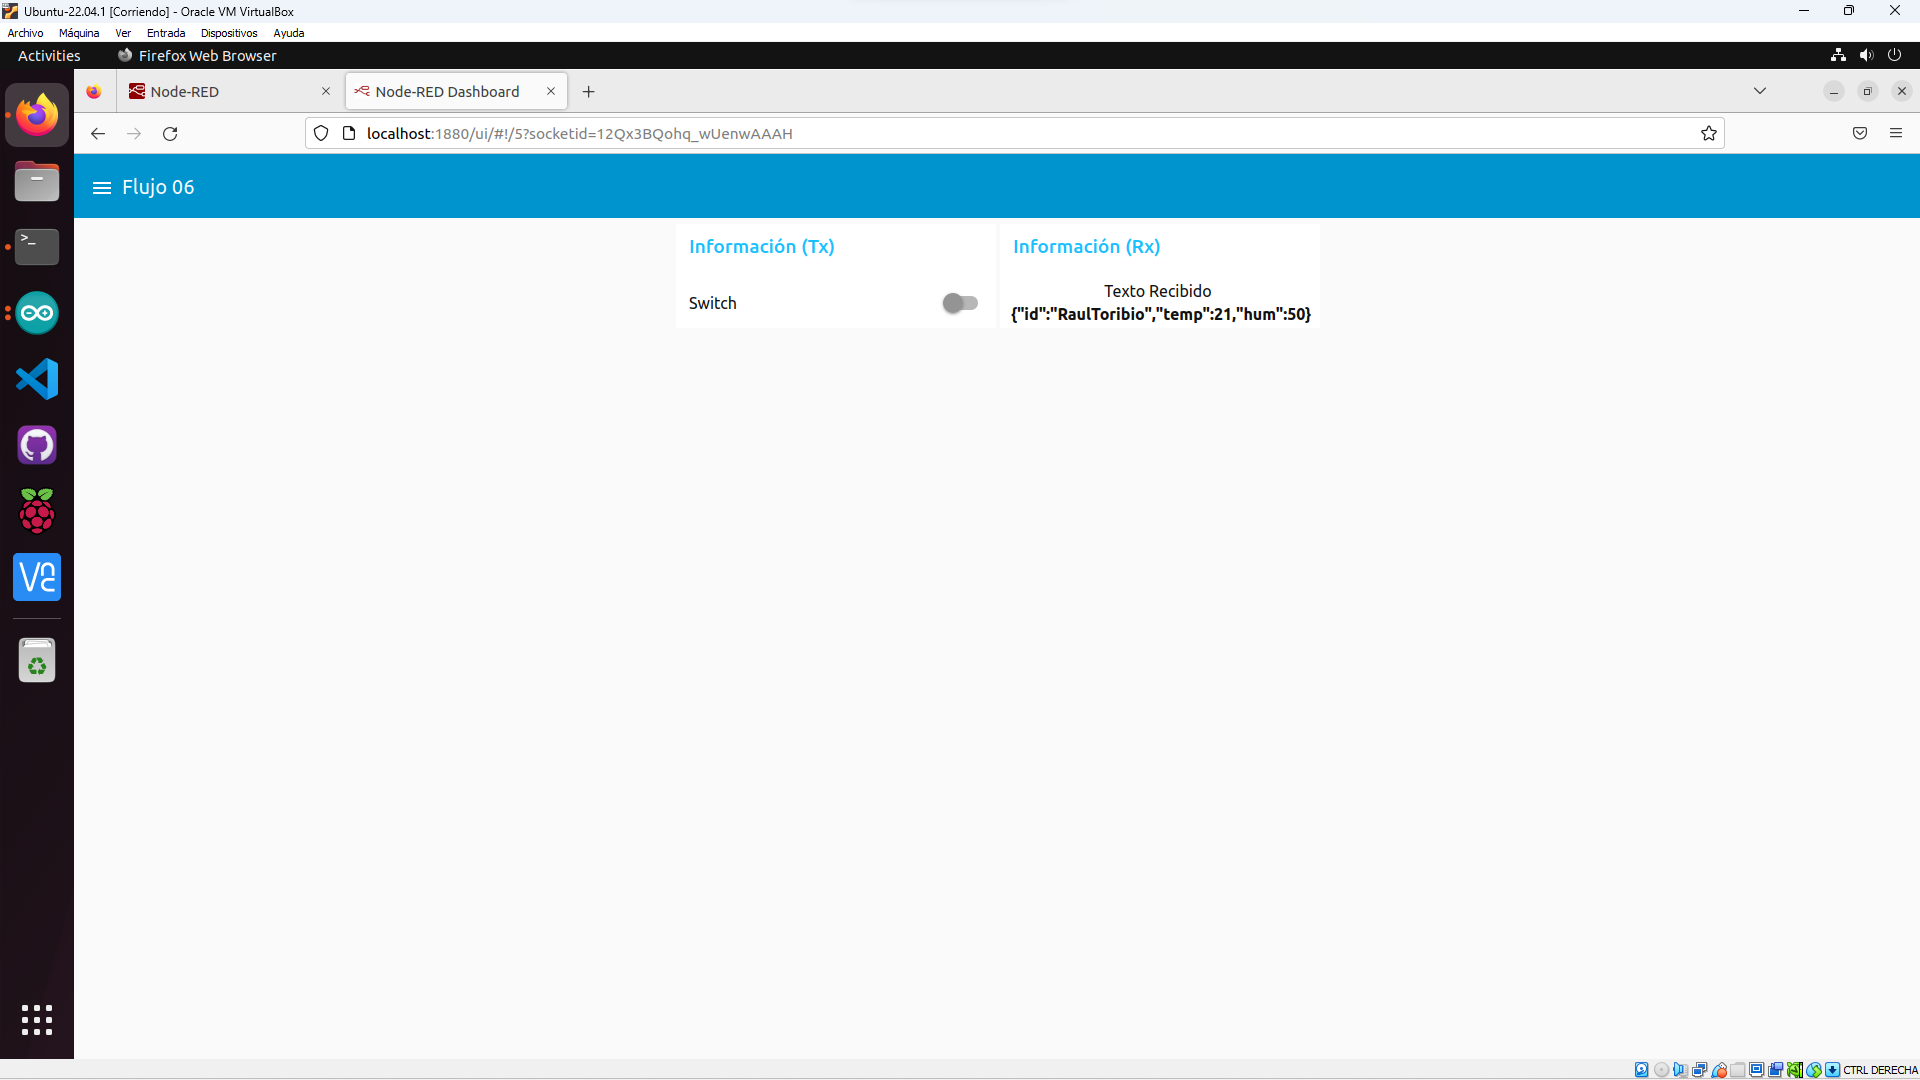 Ubuntu-22.04.1 [Corriendo] - Oracle VM VirtualBox
Archivo Máquina Ver Entrada Dispositivos Ayuda
Activities Firefox Web Browser
Node-RED Node-RED Dashboard
localhost:1880/ui/#!/5?socketid=12Qx3BQohq_wUenwAAAH
Flujo 06
Información (Tx)
Switch
Información (Rx)
Texto Recibido
{"id":"RaulToribio","temp":21,"hum":50}
CTRL DERECHA